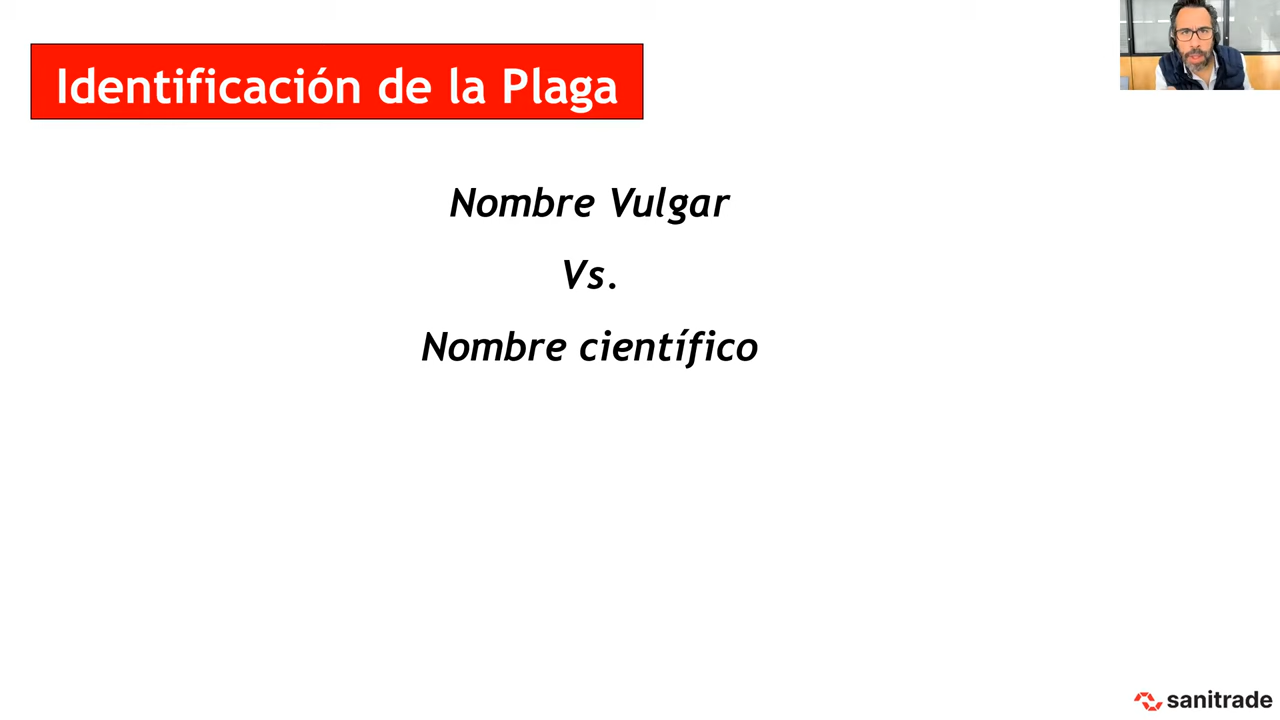 Identificación de la Plaga
Nombre Vulgar
Vs.
Nombre científico
sanitrade